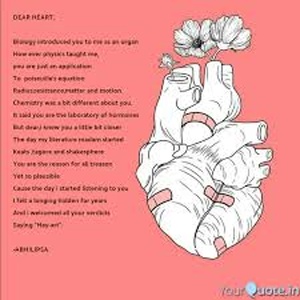 DEAR HEART,
Biology introduced you to me as an organ
How ever physics taught me,
you are just an application
To poiseuille's equation
Radius,resistance,matter and motion.
Chemistry was a bit different about you,
It said you are the laboratory of hormones
But dear,i knew you a little bit closer
The day my literature madam started
Keats ,tagore and shakesphere
You are the reason for all treason
Yet so plausible
Cause the day i started listening to you
I felt a longing hidden for years
And i welcomed all your verdicts
Saying "Hey art".
-ABHILIPSA
YourQuote.in